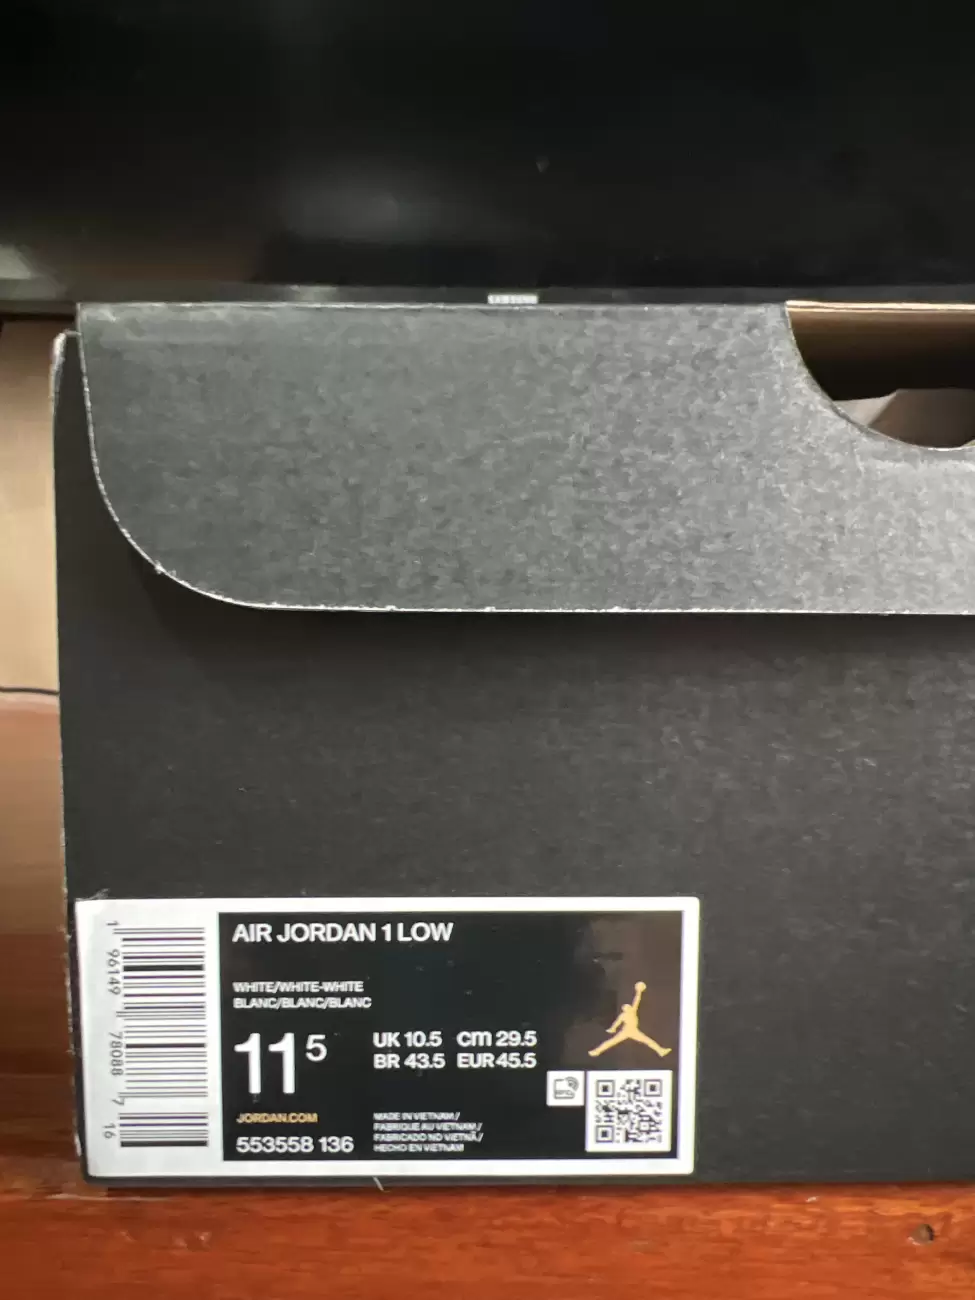 SAMSUNG
AIR JORDAN 1 LOW
WHITE/WHITE-WHITE
BLANC/BLANC/BLANC
11 5
UK 10.5 cm 29.5
BR 43.5 EUR 45.5
JORDAN.COM
553558 136
MADE IN VIETNAM /
FABRIQUE AU VIETNAM /
FABRICADO NO VIETNÃ /
HECHO EN VIETNAM
1 96149 78088 7 16